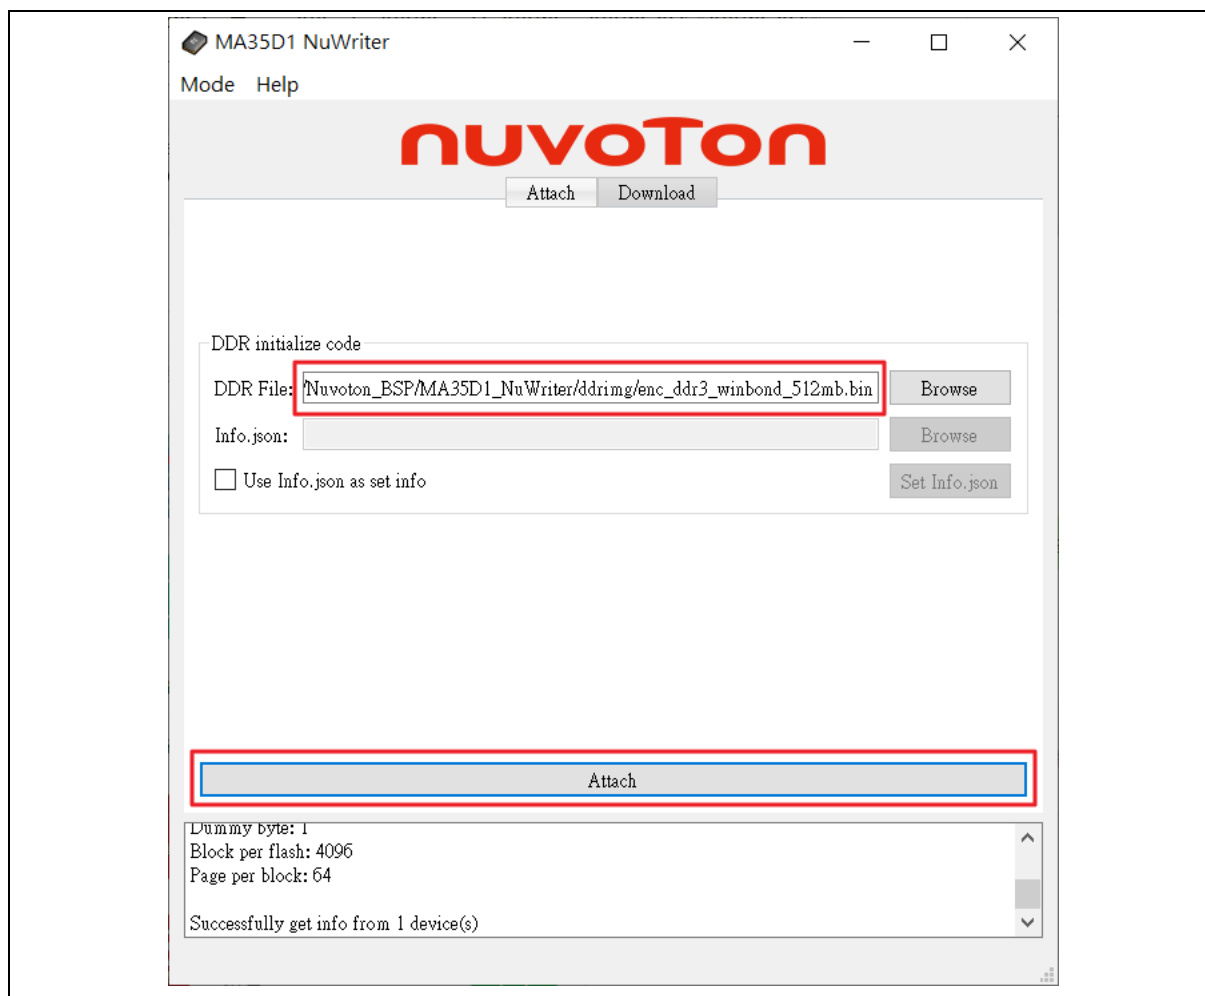 MA35D1 NuWriter
Mode Help
nuvoTon
Attach Download
DDR initialize code
DDR File: /Nuvoton_BSP/MA35D1_NuWriter/ddrimg/enc_ddr3_winbond_512mb.bin Browse
Info.json: Browse
Use Info.json as set info Set Info.json
Attach
Dummy byte: 1
Block per flash: 4096
Page per block: 64
Successfully get info from 1 device(s)